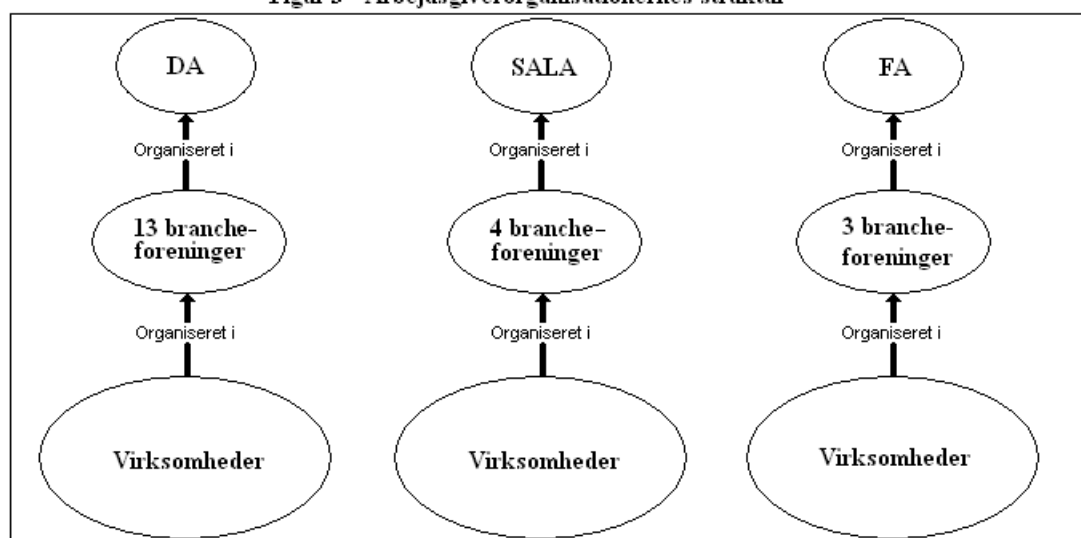 DA
SALA
FA
Organiseret i
Organiseret i
Organiseret i
13 branche-
foreninger
4 branche-
foreninger
3 branche-
foreninger
Organiseret i
Organiseret i
Organiseret i
Virksomheder
Virksomheder
Virksomheder